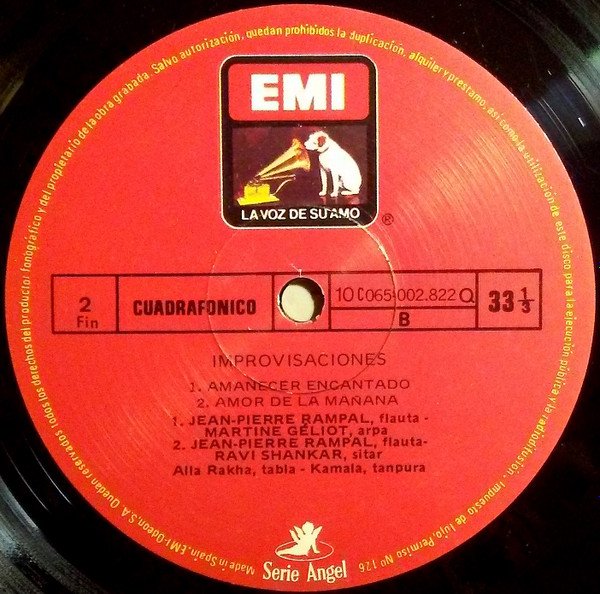 Salvo autorización, quedan prohibidos la duplicación, alquiler y préstamo, así como la utilización de este disco para la ejecución pública y la radiodifusión - Impuesto de Lujo, Permiso Nº 126
Made in Spain - EMI-Odeon, S.A. Quedan reservados todos los derechos del productor fonográfico y del propietario de la obra grabada.
EMI
LA VOZ DE SU AMO
®
2
Fin
CUADRAFONICO
10 C 065-002.822 Q
B
33 1/3
IMPROVISACIONES
1. AMANECER ENCANTADO
2. AMOR DE LA MAÑANA
1. JEAN-PIERRE RAMPAL, flauta -
MARTINE GÉLIOT, arpa
2. JEAN-PIERRE RAMPAL, flauta-
RAVI SHANKAR, sitar
Alla Rakha, tabla - Kamala, tanpura
Serie Angel